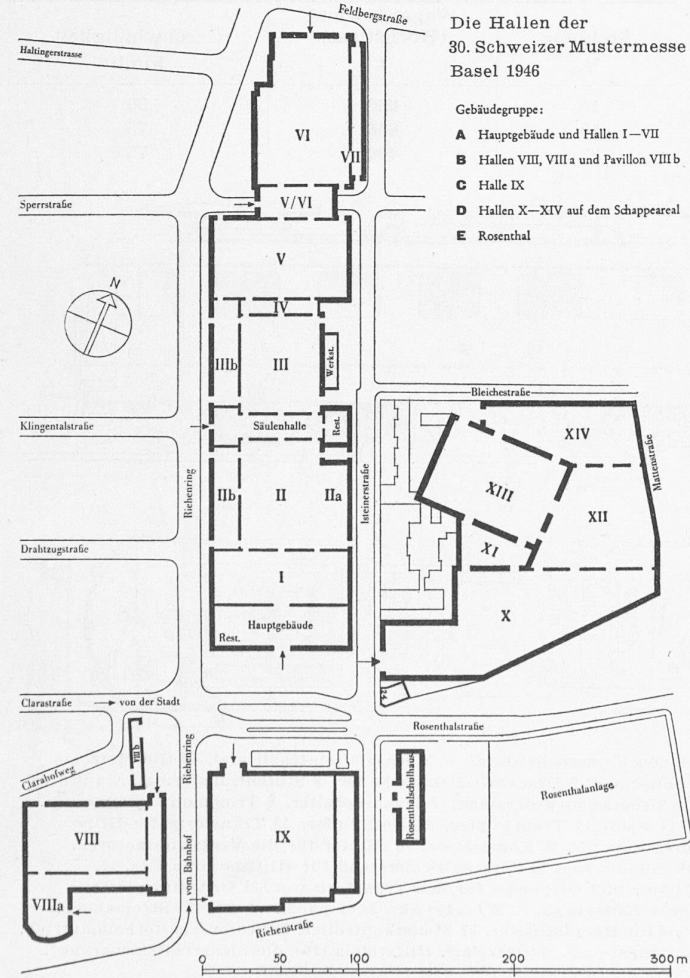 Feldbergstraße
Die Hallen der
30. Schweizer Mustermesse
Basel 1946
Haltingerstrasse
Gebäudegruppe:
A Hauptgebäude und Hallen I—VII
B Hallen VIII, VIIIa und Pavillon VIIIb
C Halle IX
D Hallen X—XIV auf dem Schappeareal
E Rosenthal
VI
VII
Sperrstraße
V/VI
V
N
IV
IIIb
III
Werkst.
Bleichestraße
Klingentalstraße
Säulenhalle
Rest.
XIV
Mattenstraße
Riehenring
IIb
II
IIa
Isteinerstraße
XIII
XII
Drahtzugstraße
XI
I
X
Hauptgebäude
Rest.
24
Clarastraße
von der Stadt
Rosenthalstraße
VIIIb
Riehenring
Clarahofweg
Rosenthalschulhaus
Rosenthalanlage
VIII
IX
vom Bahnhof
VIIIa
Riehenstraße
0 100 200 300 m